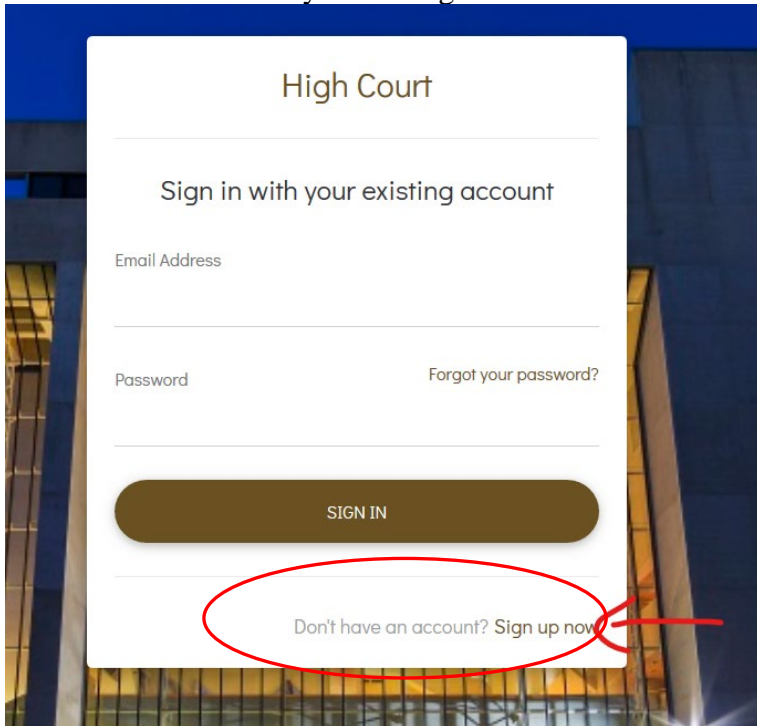 High Court
Sign in with your existing account
Email Address
Password
Forgot your password?
SIGN IN
Don't have an account? Sign up now